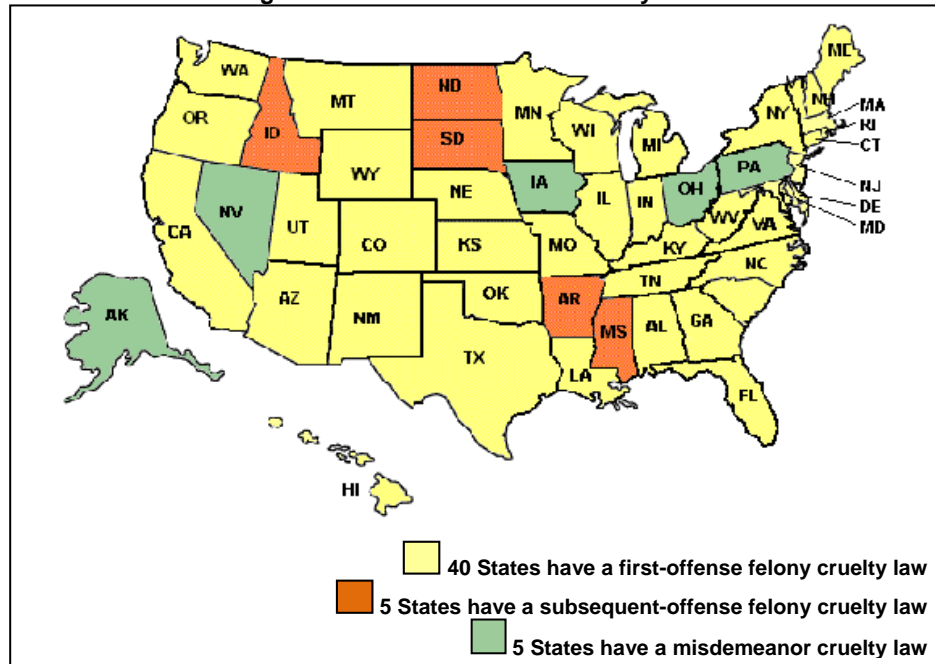 ME
WA
ND
MT
MN
VT
NH
MA
OR
ID
SD
WI
NY
RI
MI
CT
WY
IA
PA
NE
OH
NJ
NV
IL
IN
DE
UT
WV
CA
CO
VA
MD
KS
MO
KY
NC
AZ
OK
TN
NM
AR
AK
MS
AL
GA
TX
LA
FL
HI
40 States have a first-offense felony cruelty law
5 States have a subsequent-offense felony cruelty law
5 States have a misdemeanor cruelty law